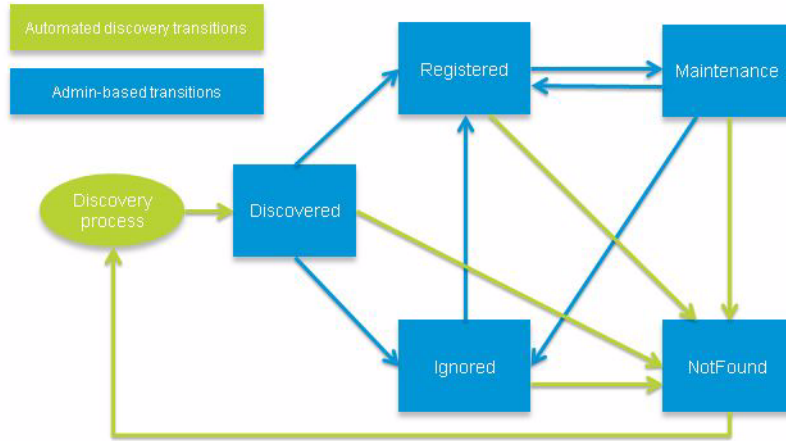 Automated discovery transitions
Admin-based transitions
Registered
Maintenance
Discovery
process
Discovered
Ignored
NotFound